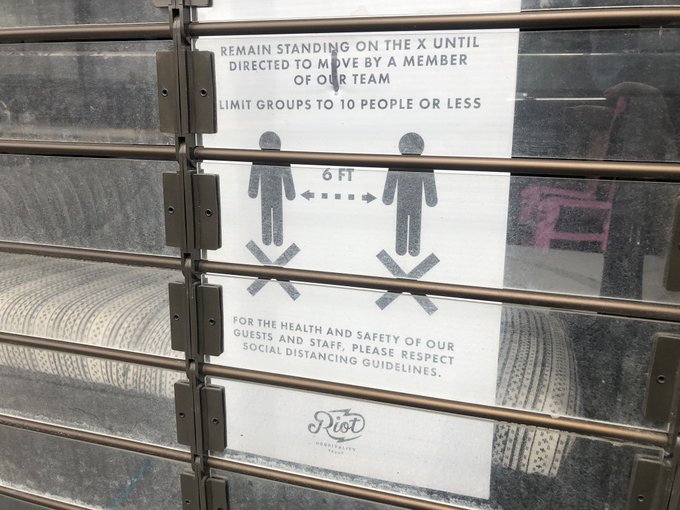 REMAIN STANDING ON THE X UNTIL
DIRECTED TO MOVE BY A MEMBER
OF OUR TEAM
LIMIT GROUPS TO 10 PEOPLE OR LESS
6 FT
FOR THE HEALTH AND SAFETY OF OUR
GUESTS AND STAFF, PLEASE RESPECT
SOCIAL DISTANCING GUIDELINES.
Riot
HOSPITALITY